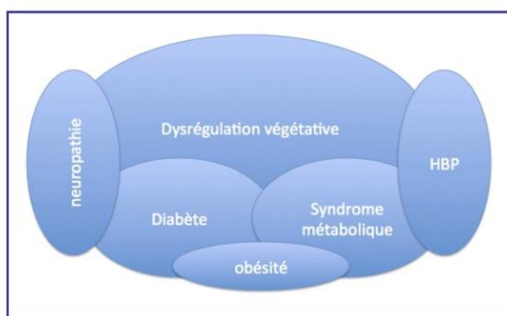 neuropathie
Dysrégulation végétative
HBP
Diabète
Syndrome
métabolique
obésité